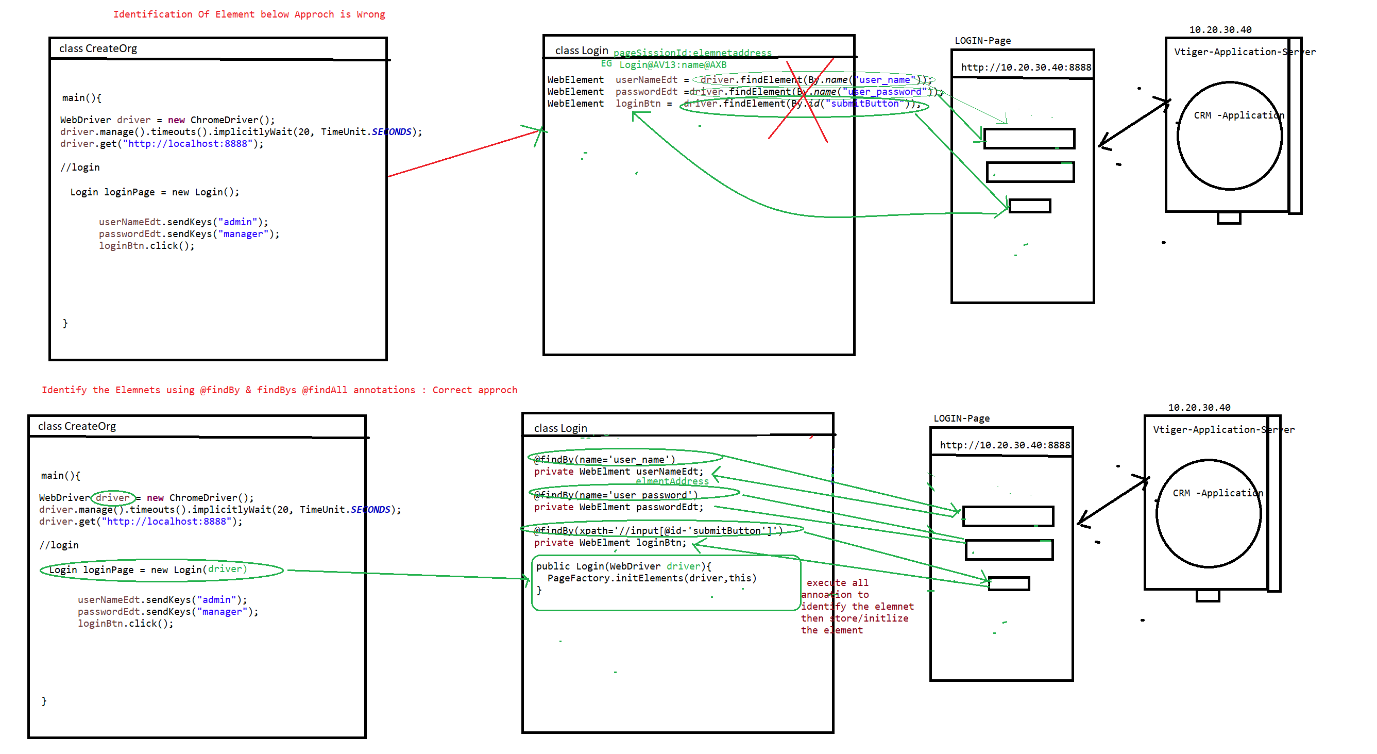 Identification Of Element below Approch is Wrong
class CreateOrg
main(){
WebDriver driver = new ChromeDriver();
driver.manage().timeouts().implicitlyWait(20, TimeUnit.SECONDS);
driver.get("http://localhost:8888");
//login
Login loginPage = new Login();
userNameEdt.sendKeys("admin");
passwordEdt.sendKeys("manager");
loginBtn.click();
}
class Login
pageSissionId:elemnetaddress
EG Login@AV13:name@AXB
WebElement userNameEdt = driver.findElement(By.name("user_name"));
WebElement passwordEdt =driver.findElement(By.name("user_password"));
WebElement loginBtn = driver.findElement(By.id("submitButton"));
LOGIN-Page
http://10.20.30.40:8888
10.20.30.40
Vtiger-Application-Server
CRM -Application
Identify the Elemnets using @findBy & findBys @findAll annotations : Correct approch
class CreateOrg
main(){
WebDriver driver = new ChromeDriver();
driver.manage().timeouts().implicitlyWait(20, TimeUnit.SECONDS);
driver.get("http://localhost:8888");
//login
Login loginPage = new Login(driver)
userNameEdt.sendKeys("admin");
passwordEdt.sendKeys("manager");
loginBtn.click();
}
class Login
@findBy(name='user_name')
private WebElment userNameEdt;
elmentAddress
@findBy(name='user password')
private WebElment passwordEdt;
@findBy(xpath='//input[@id-'submitButton']')
private WebElment loginBtn;
public Login(WebDriver driver){
PageFactory.initElements(driver,this)
}
execute all
annoation to
identify the elemnet
then store/initlize
the element
LOGIN-Page
http://10.20.30.40:8888
10.20.30.40
Vtiger-Application-Server
CRM -Application